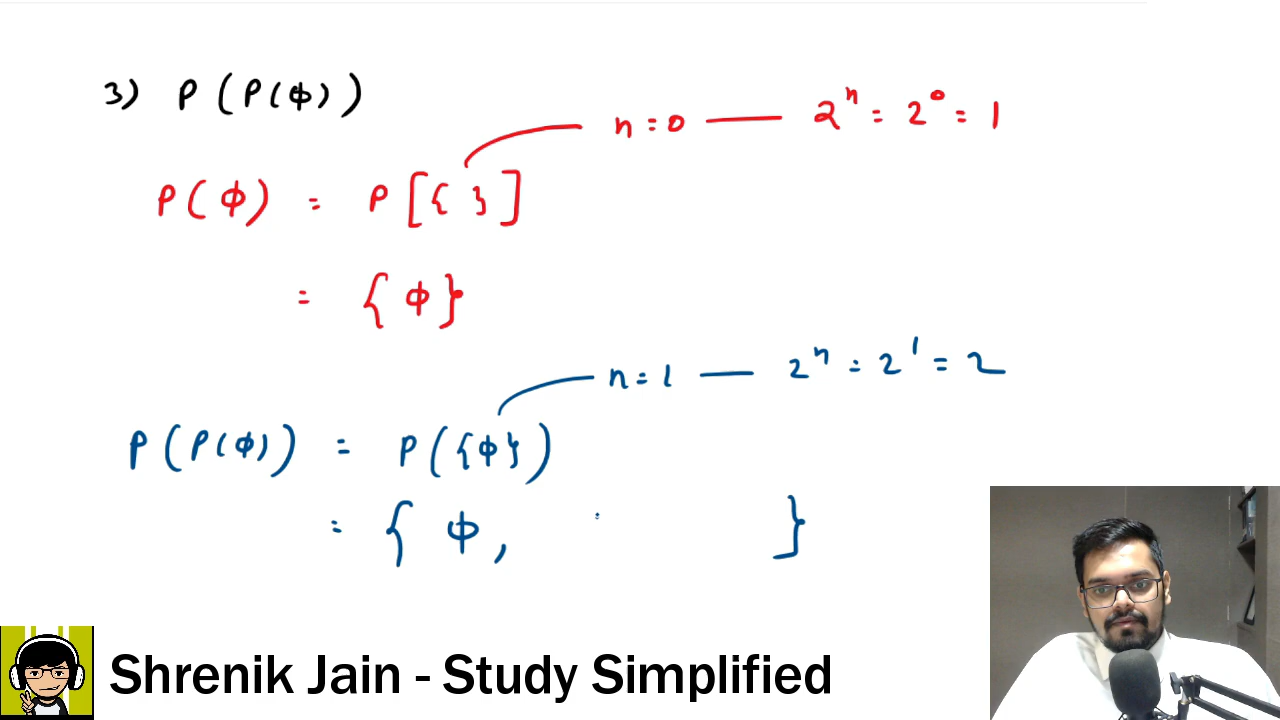 3) P(P(Φ))
n=0 — 2ⁿ = 2⁰ = 1
P(Φ) = P[{ }]
= {Φ}
n=1 — 2ⁿ = 2¹ = 2
P(P(Φ)) = P({Φ})
= { Φ, }
Shrenik Jain - Study Simplified